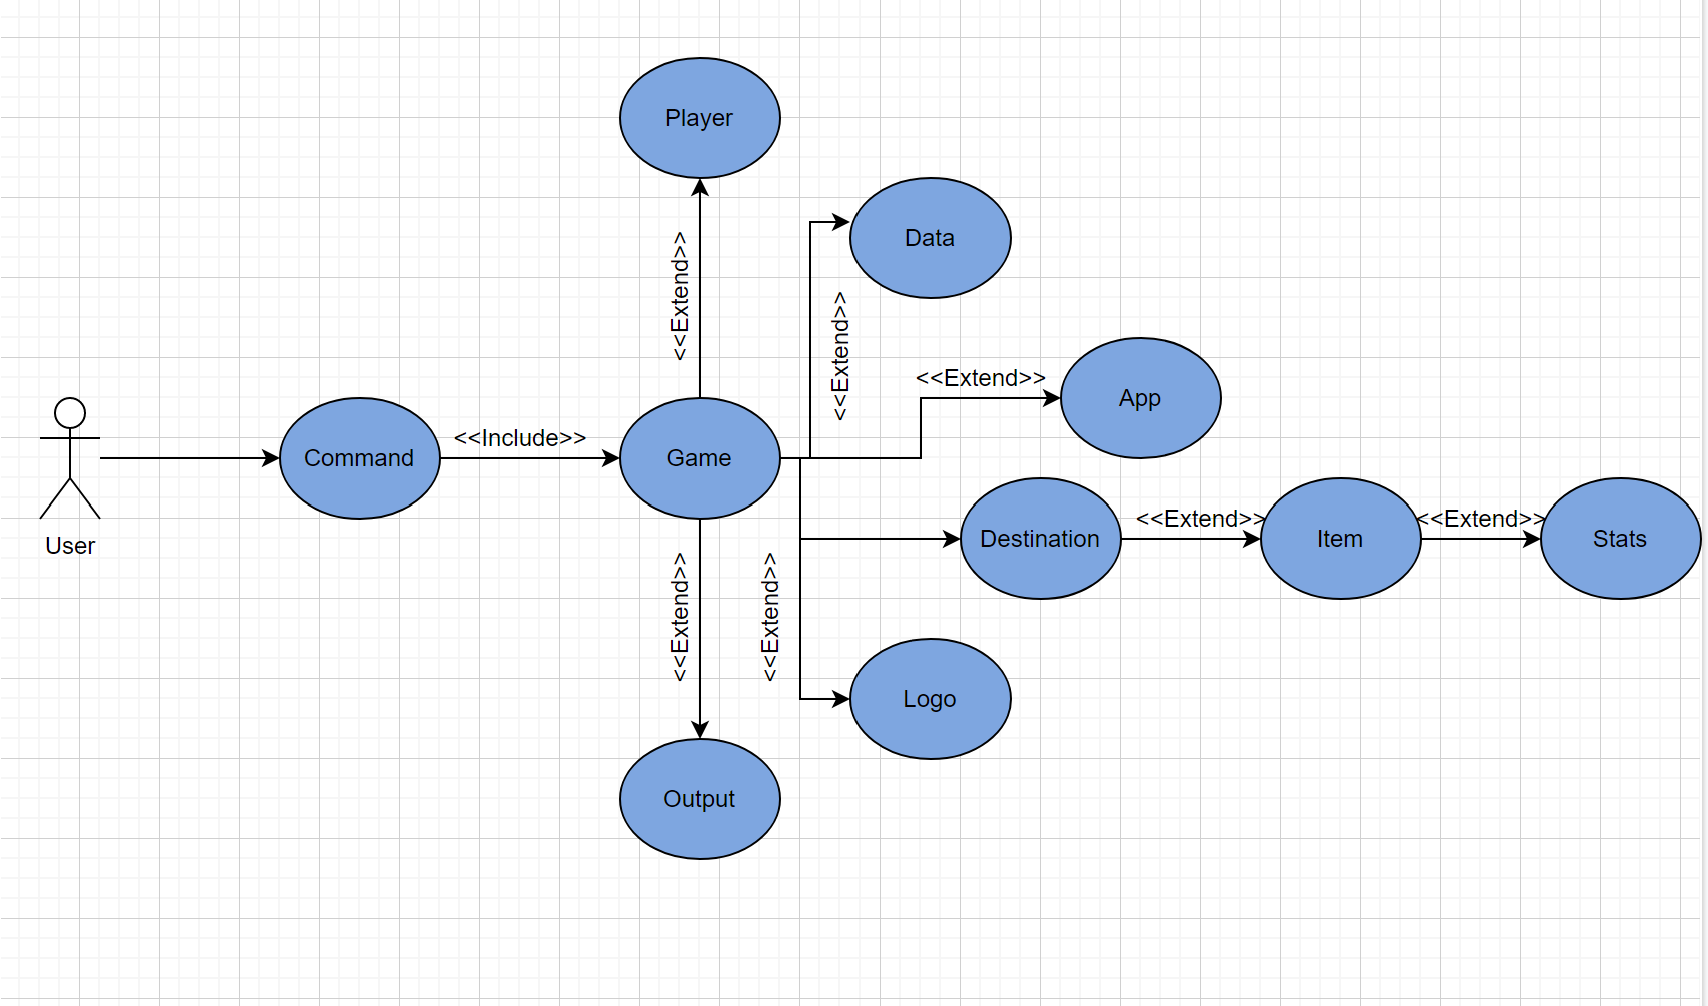 Player
<<Extend>>
Data
<<Extend>>
<<Extend>>
App
User
Command
<<Include>>
Game
Destination
<<Extend>>
Item
<<Extend>>
Stats
<<Extend>>
<<Extend>>
Logo
Output